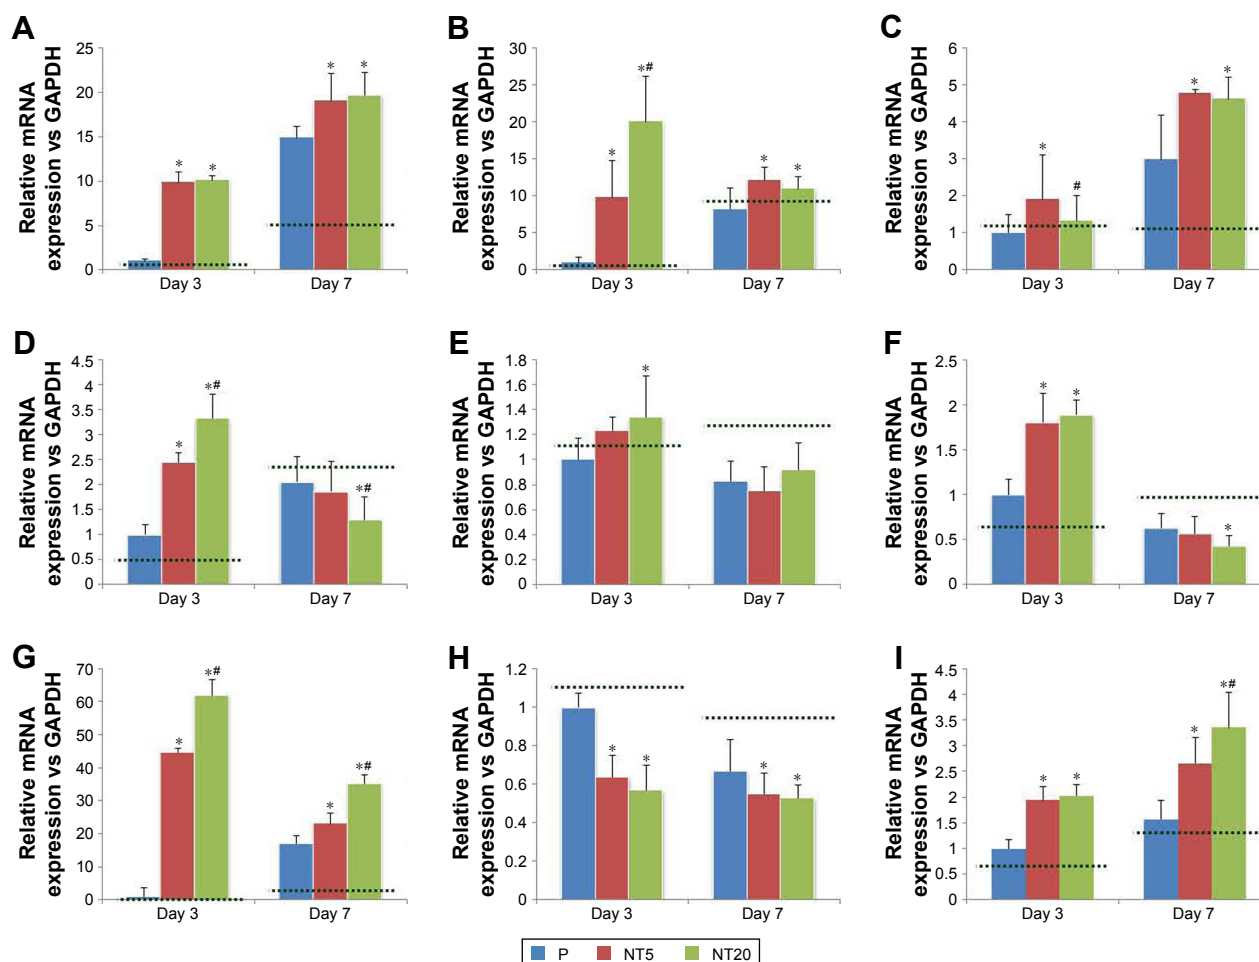 A
Relative mRNA
expression vs GAPDH
25
20
15
10
5
0
* * * *
Day 3 Day 7
B
Relative mRNA
expression vs GAPDH
30
25
20
15
10
5
0
* *# * *
Day 3 Day 7
C
Relative mRNA
expression vs GAPDH
6
5
4
3
2
1
0
* # * *
Day 3 Day 7
D
Relative mRNA
expression vs GAPDH
4.5
4
3.5
3
2.5
2
1.5
1
0.5
0
* *# *#
Day 3 Day 7
E
Relative mRNA
expression vs GAPDH
1.8
1.6
1.4
1.2
1
0.8
0.6
0.4
0.2
0
*
Day 3 Day 7
F
Relative mRNA
expression vs GAPDH
2.5
2
1.5
1
0.5
0
* * *
Day 3 Day 7
G
Relative mRNA
expression vs GAPDH
70
60
50
40
30
20
10
0
* *# * *#
Day 3 Day 7
H
Relative mRNA
expression vs GAPDH
1.2
1
0.8
0.6
0.4
0.2
0
* * * *
Day 3 Day 7
I
Relative mRNA
expression vs GAPDH
4.5
4
3.5
3
2.5
2
1.5
1
0.5
0
* * * *#
Day 3 Day 7
P NT5 NT20